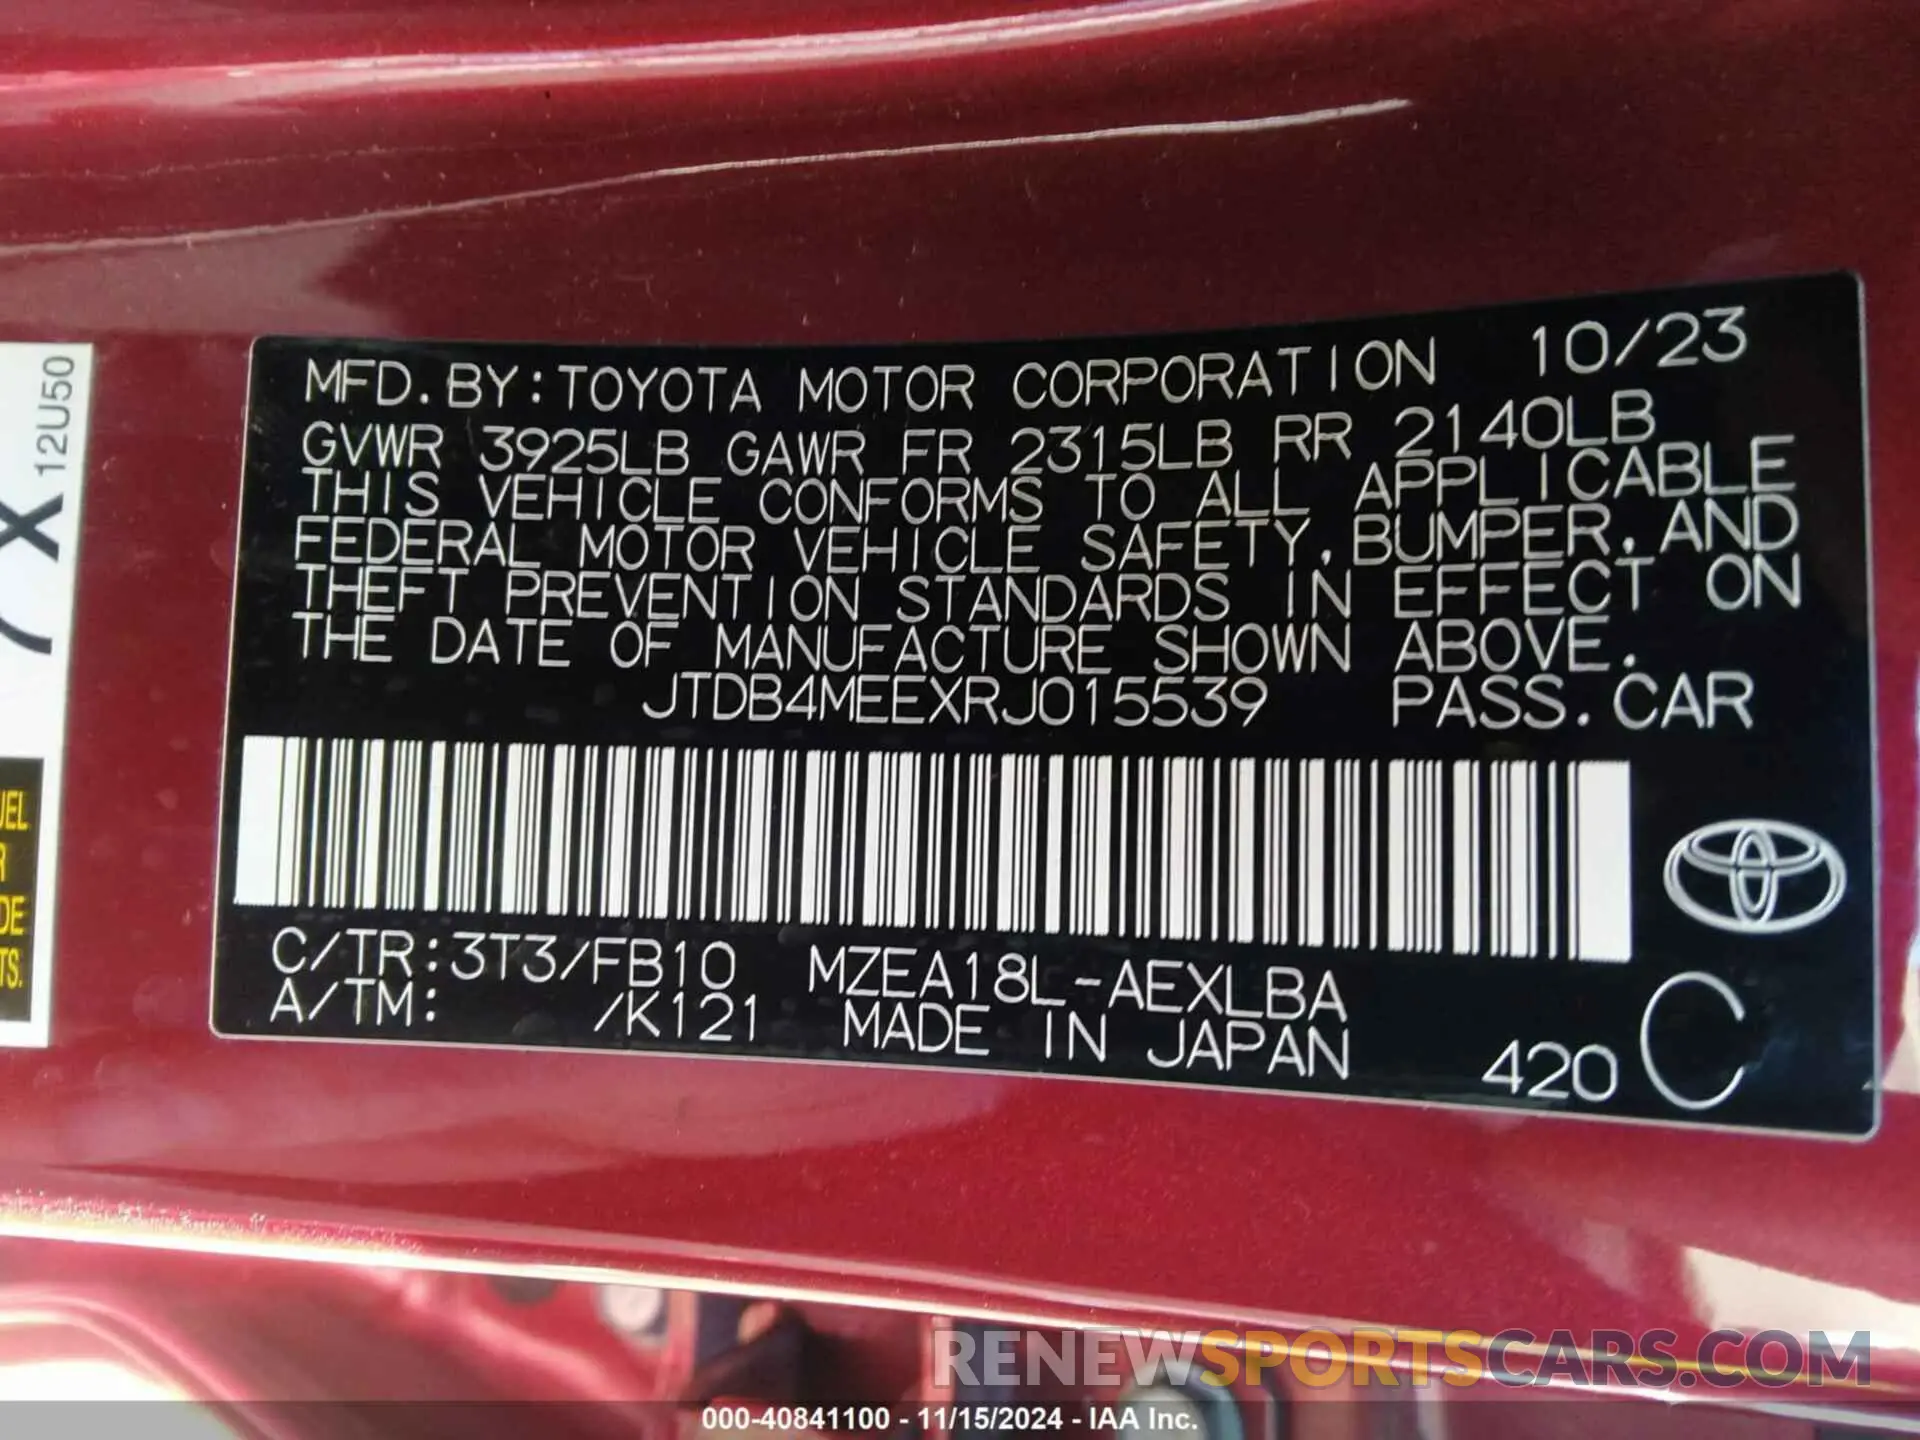 MFD.BY:TOYOTA MOTOR CORPORATION 10/23
GVWR 3925LB GAWR FR 2315LB RR 2140LB
THIS VEHICLE CONFORMS TO ALL APPLICABLE
FEDERAL MOTOR VEHICLE SAFETY,BUMPER,AND
THEFT PREVENTION STANDARDS IN EFFECT ON
THE DATE OF MANUFACTURE SHOWN ABOVE.
JTDB4MEEXRJ015539 PASS.CAR
C/TR:3T3/FB10 MZEA18L-AEXLBA
A/TM: /K121 MADE IN JAPAN
420 C
12U50
X
TS.
RENEWSPORTSCARS.COM
000-40841100 - 11/15/2024 - IAA Inc.